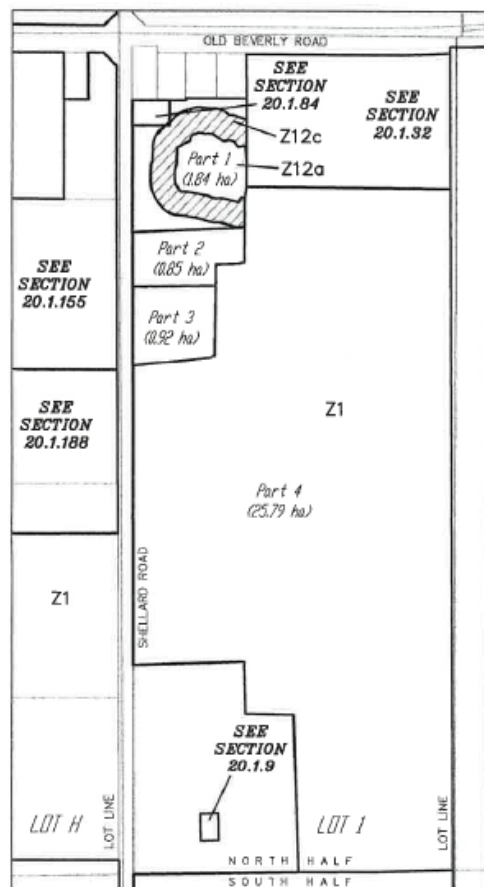 OLD BEVERLY ROAD
SEE
SECTION
20.1.84
SEE
SECTION
20.1.32
Z12c
Part 1
(1.84 ha)
Z12a
Part 2
(0.85 ha)
SEE
SECTION
20.1.155
Part 3
(0.92 ha)
SEE
SECTION
20.1.188
Z1
Part 4
(25.79 ha)
SHELLARD ROAD
Z1
SEE
SECTION
20.1.9
LOT H
LOT LINE
LOT 1
LOT LINE
NORTH HALF
SOUTH HALF